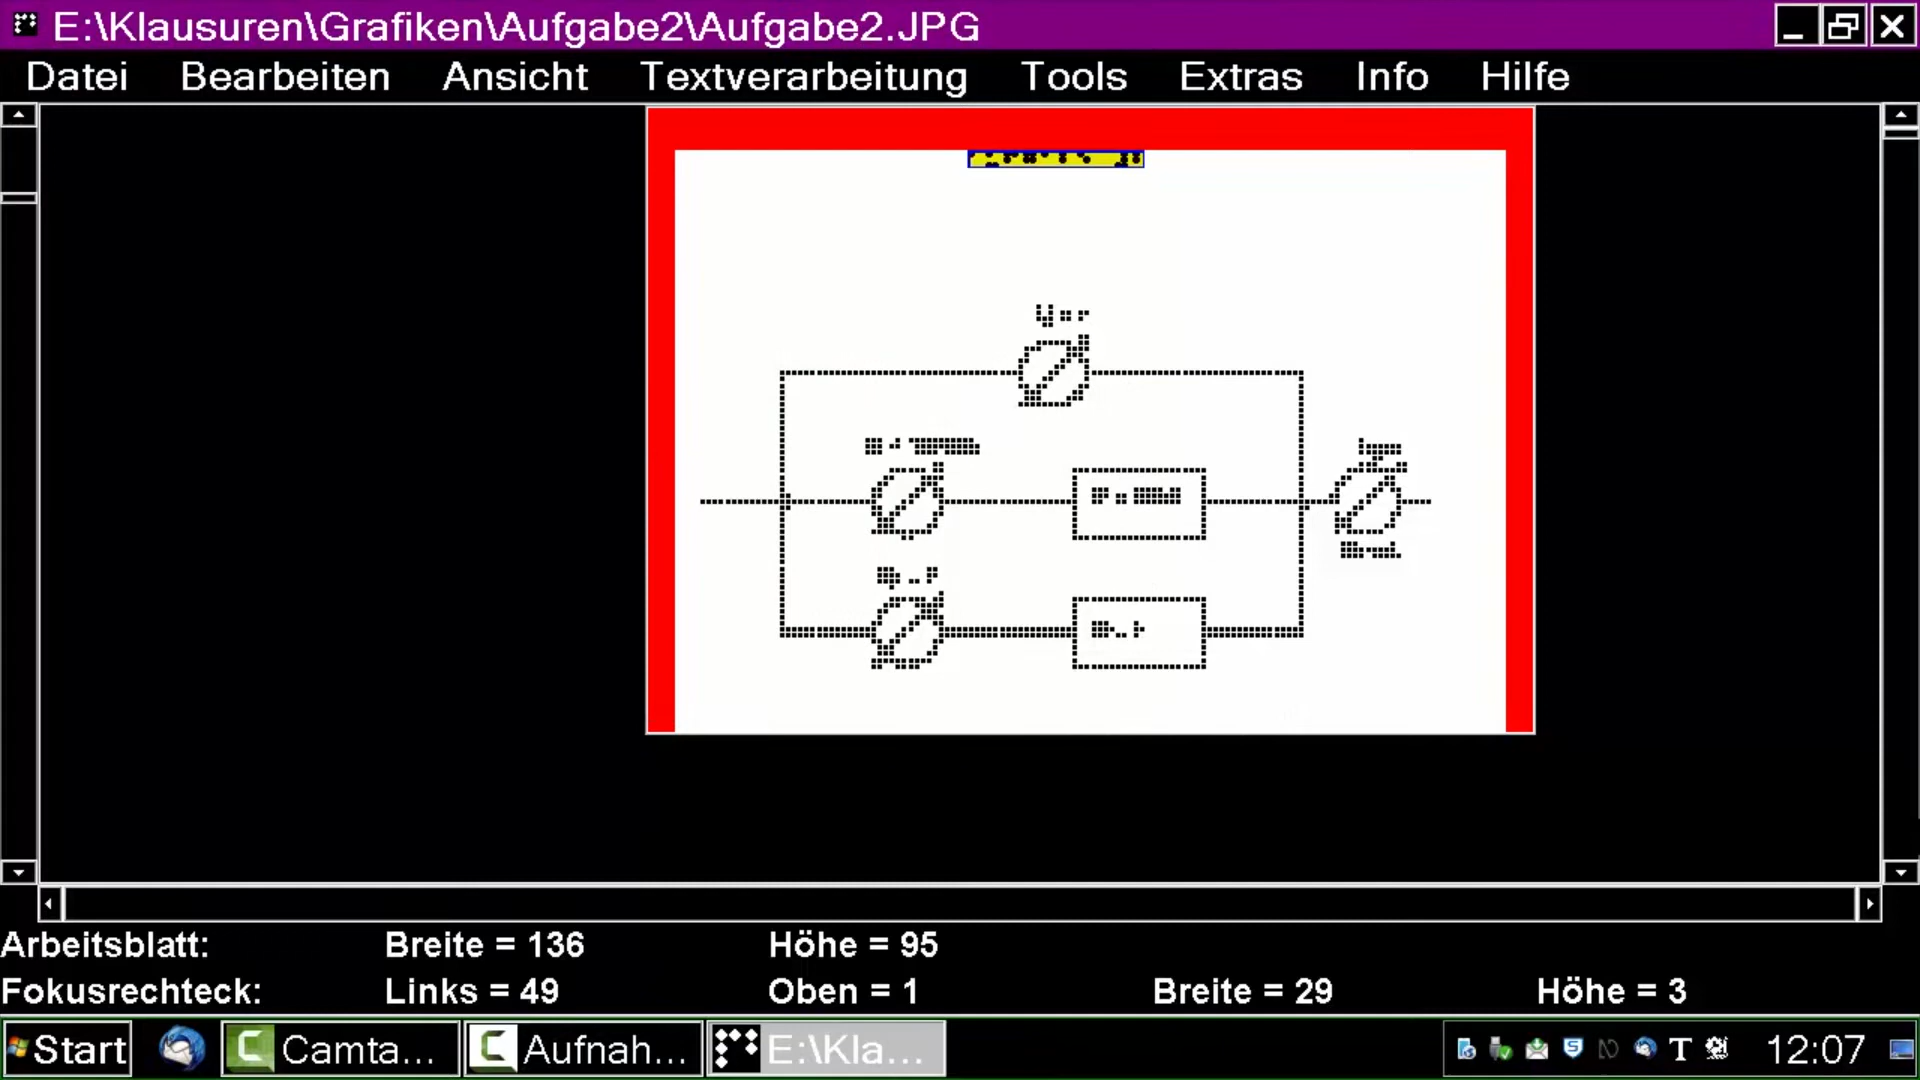 E:\Klausuren\Grafiken\Aufgabe2\Aufgabe2.JPG
Datei Bearbeiten Ansicht Textverarbeitung Tools Extras Info Hilfe
Arbeitsblatt: Breite = 136 Höhe = 95
Fokusrechteck: Links = 49 Oben = 1 Breite = 29 Höhe = 3
Start Camta... Aufnah... E:\Kla... 12:07